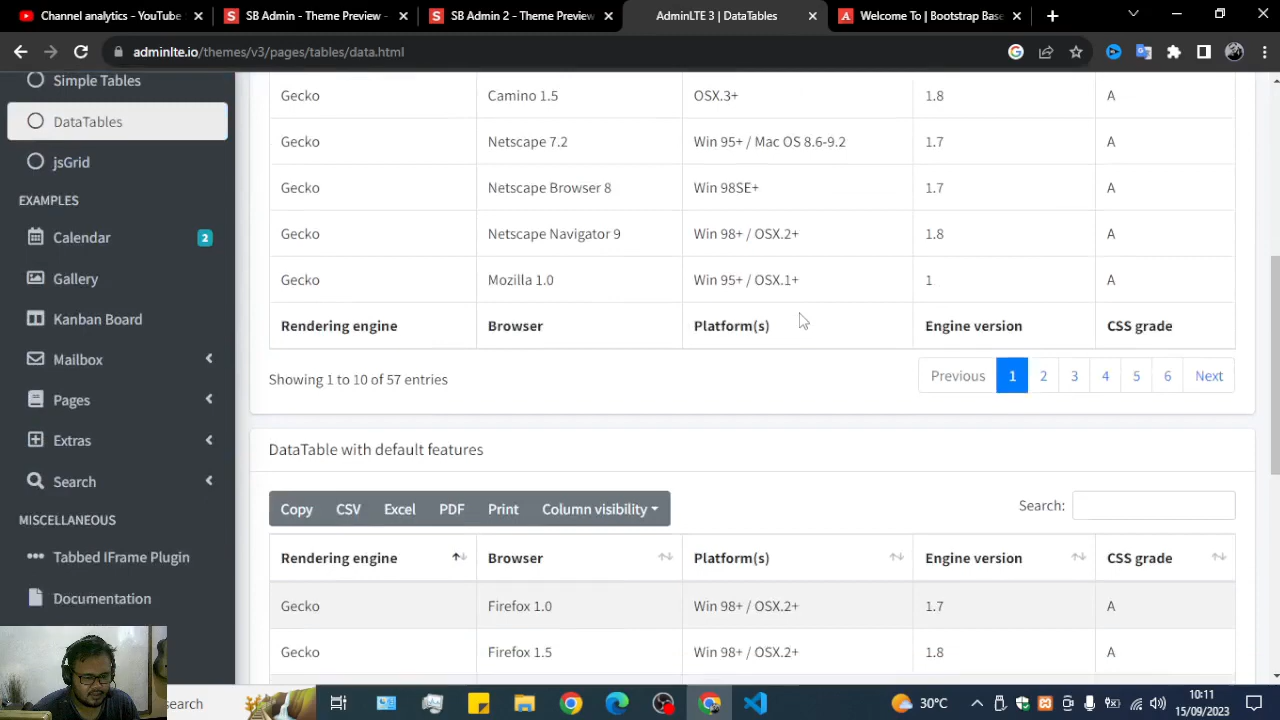 Channel analytics - YouTube
SB Admin - Theme Preview -
SB Admin 2 - Theme Preview
AdminLTE 3 | DataTables
Welcome To | Bootstrap Base
adminlte.io/themes/v3/pages/tables/data.html
Simple Tables
DataTables
jsGrid
EXAMPLES
Calendar 2
Gallery
Kanban Board
Mailbox
Pages
Extras
Search
MISCELLANEOUS
Tabbed IFrame Plugin
Documentation
Gecko Camino 1.5 OSX.3+ 1.8 A
Gecko Netscape 7.2 Win 95+ / Mac OS 8.6-9.2 1.7 A
Gecko Netscape Browser 8 Win 98SE+ 1.7 A
Gecko Netscape Navigator 9 Win 98+ / OSX.2+ 1.8 A
Gecko Mozilla 1.0 Win 95+ / OSX.1+ 1 A
Rendering engine Browser Platform(s) Engine version CSS grade
Showing 1 to 10 of 57 entries
Previous 1 2 3 4 5 6 Next
DataTable with default features
Copy CSV Excel PDF Print Column visibility
Search:
Rendering engine Browser Platform(s) Engine version CSS grade
Gecko Firefox 1.0 Win 98+ / OSX.2+ 1.7 A
Gecko Firefox 1.5 Win 98+ / OSX.2+ 1.8 A
search
30°C
10:11
15/09/2023